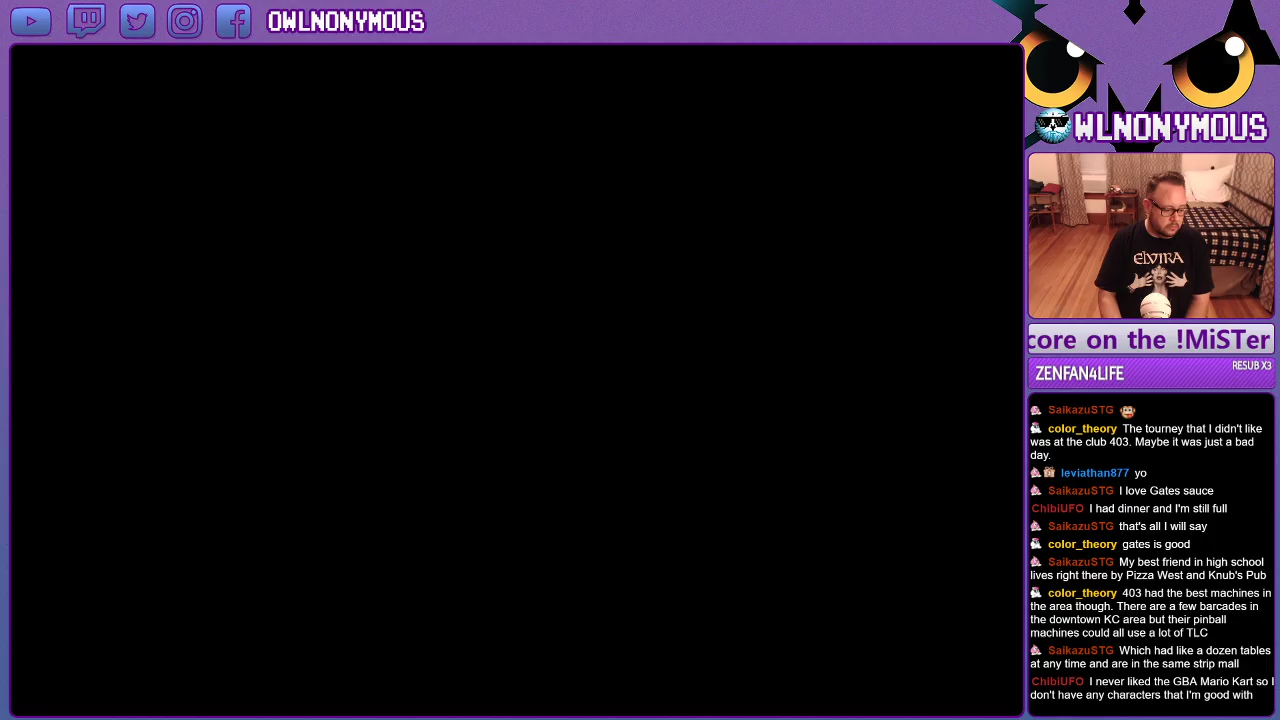 OWLNONYMOUS
WLNONYMOUS
ELVIRA
core on the !MiSTer
ZENFAN4LIFE
RESUB X3
SaikazuSTG
color_theory The tourney that I didn't like
was at the club 403. Maybe it was just a bad
day.
leviathan877 yo
SaikazuSTG I love Gates sauce
ChibiUFO I had dinner and I'm still full
SaikazuSTG that's all I will say
color_theory gates is good
SaikazuSTG My best friend in high school
lives right there by Pizza West and Knub's Pub
color_theory 403 had the best machines in
the area though. There are a few barcades in
the downtown KC area but their pinball
machines could all use a lot of TLC
SaikazuSTG Which had like a dozen tables
at any time and are in the same strip mall
ChibiUFO I never liked the GBA Mario Kart so I
don't have any characters that I'm good with